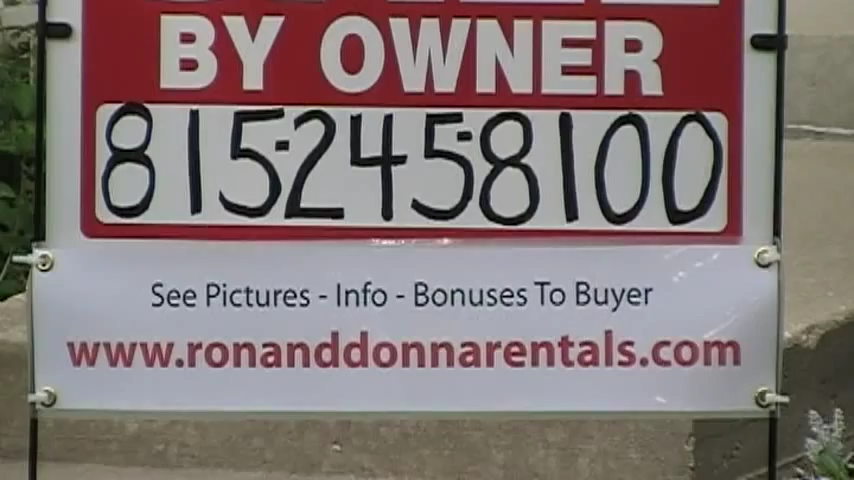 BY OWNER
815-245-8100
See Pictures - Info - Bonuses To Buyer
www.ronanddonnarentals.com